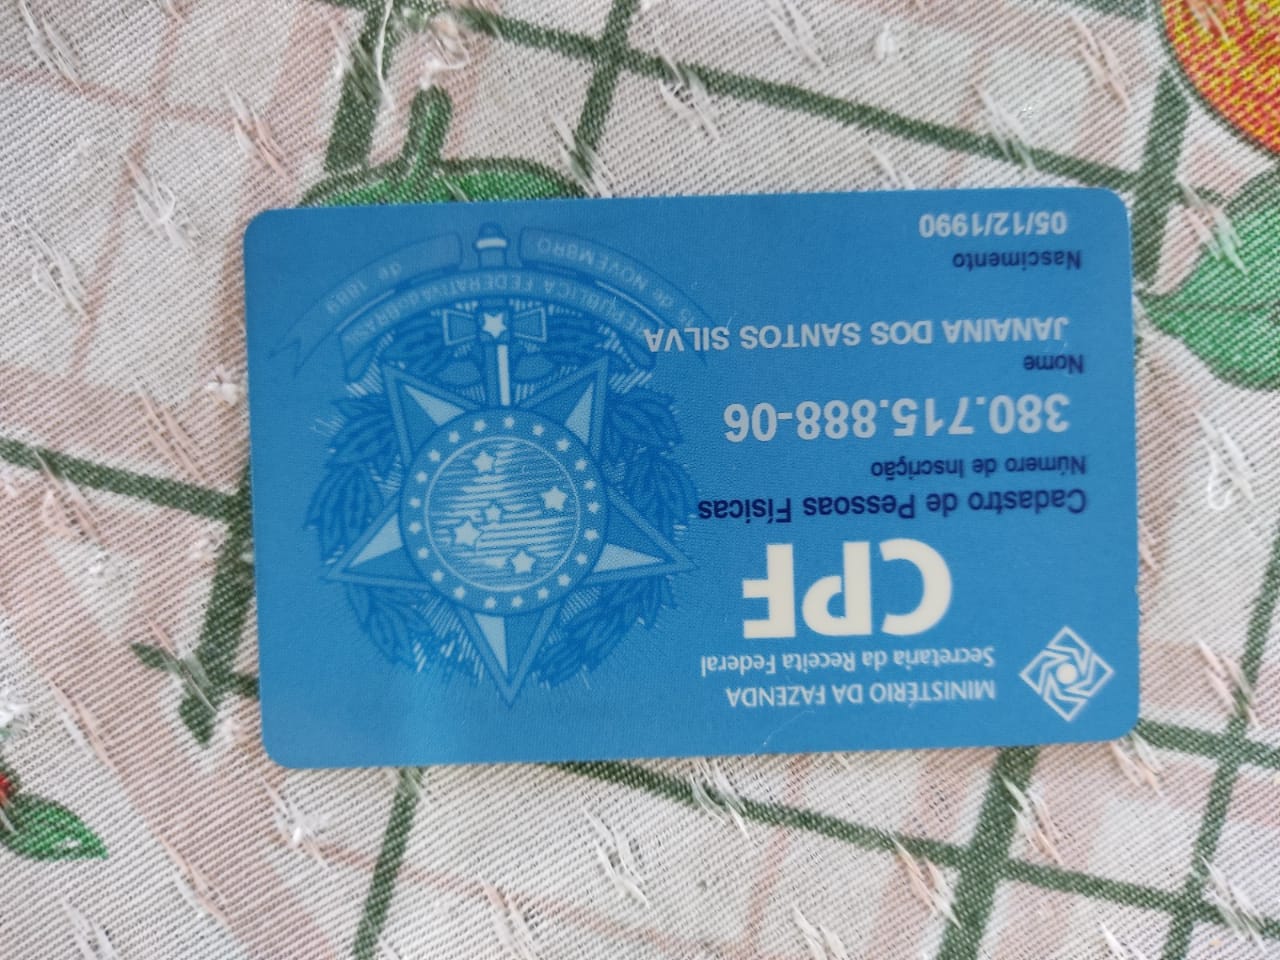 MINISTÉRIO DA FAZENDA
Secretaria da Receita Federal
CPF
Cadastro de Pessoas Físicas
Número de Inscrição
380.715.888-06
Nome
JANAINA DOS SANTOS SILVA
Nascimento
05/12/1990
REPÚBLICA FEDERATIVA do BRASIL
15 de NOVEMBRO de 1889